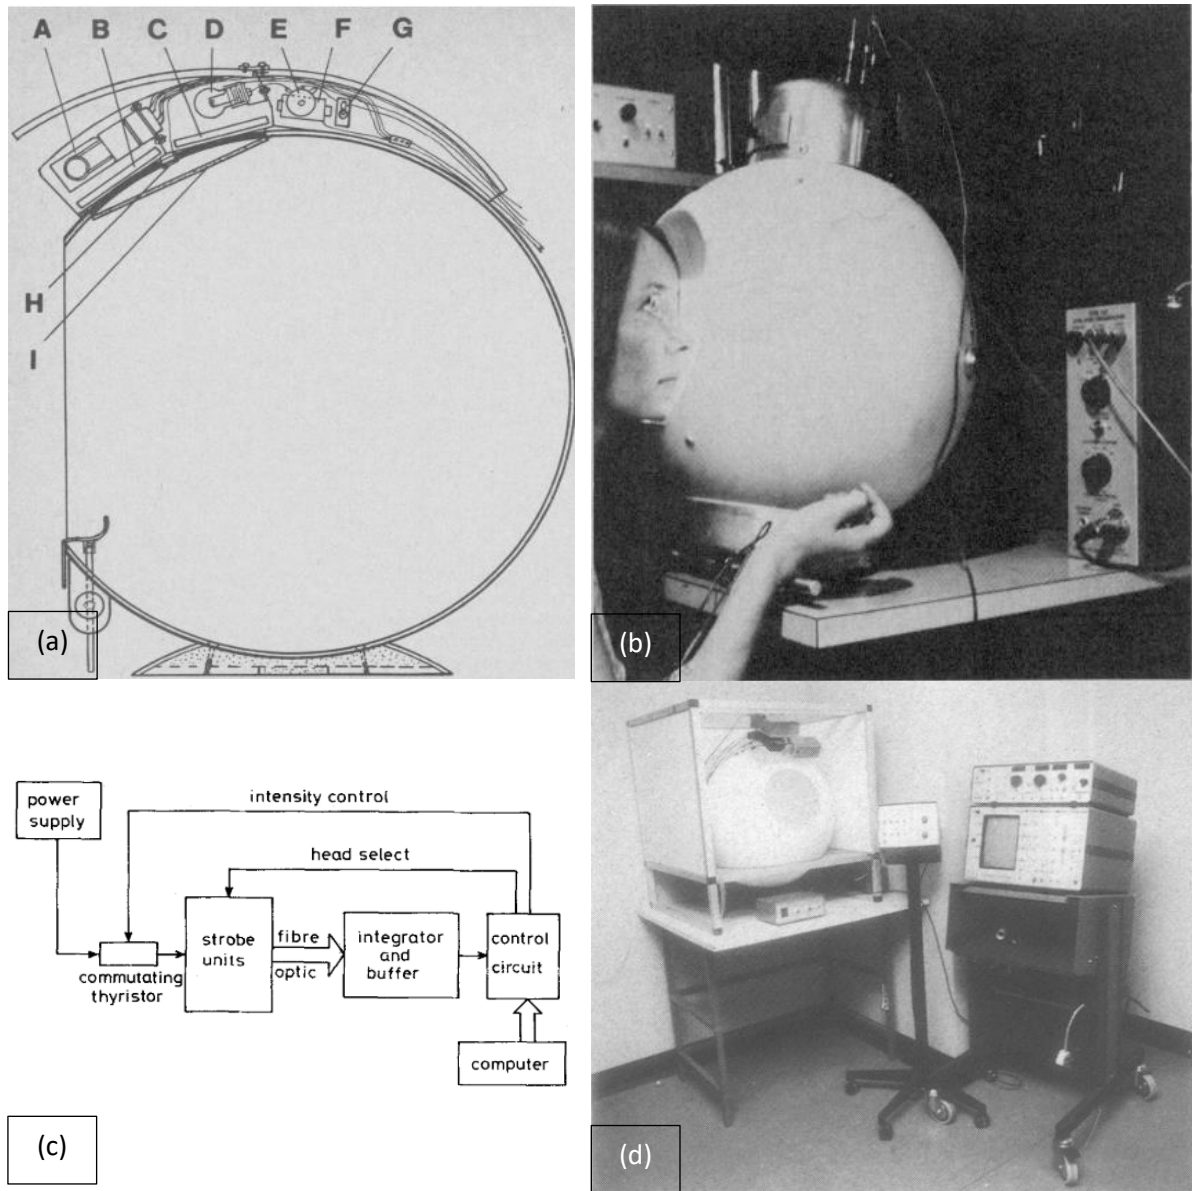 A B C D E F G
H
I
(a)
(b)
power
supply
intensity control
head select
commutating
thyristor
strobe
units
fibre
optic
integrator
and
buffer
control
circuit
computer
(c)
(d)